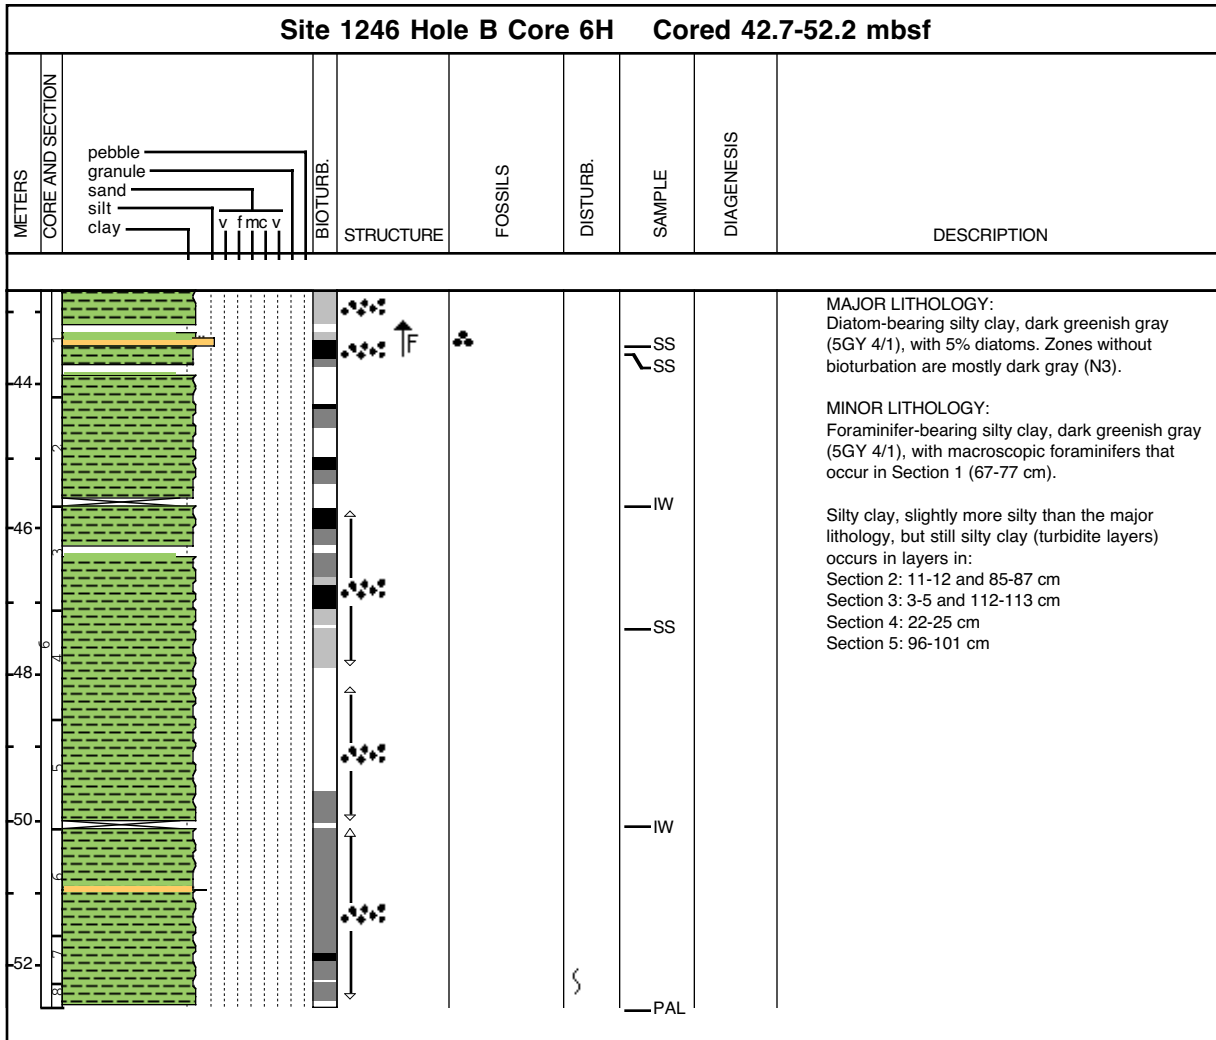 Site 1246 Hole B Core 6H Cored 42.7-52.2 mbsf
METERS
CORE AND SECTION
pebble
granule
sand
silt
clay
v f m c v
BIOTURB.
STRUCTURE
FOSSILS
DISTURB.
SAMPLE
DIAGENESIS
DESCRIPTION
44
46
48
50
52
6
1
2
3
4
5
6
7
8
F
SS
SS
IW
SS
IW
PAL
MAJOR LITHOLOGY:
Diatom-bearing silty clay, dark greenish gray
(5GY 4/1), with 5% diatoms. Zones without
bioturbation are mostly dark gray (N3).
MINOR LITHOLOGY:
Foraminifer-bearing silty clay, dark greenish gray
(5GY 4/1), with macroscopic foraminifers that
occur in Section 1 (67-77 cm).
Silty clay, slightly more silty than the major
lithology, but still silty clay (turbidite layers)
occurs in layers in:
Section 2: 11-12 and 85-87 cm
Section 3: 3-5 and 112-113 cm
Section 4: 22-25 cm
Section 5: 96-101 cm